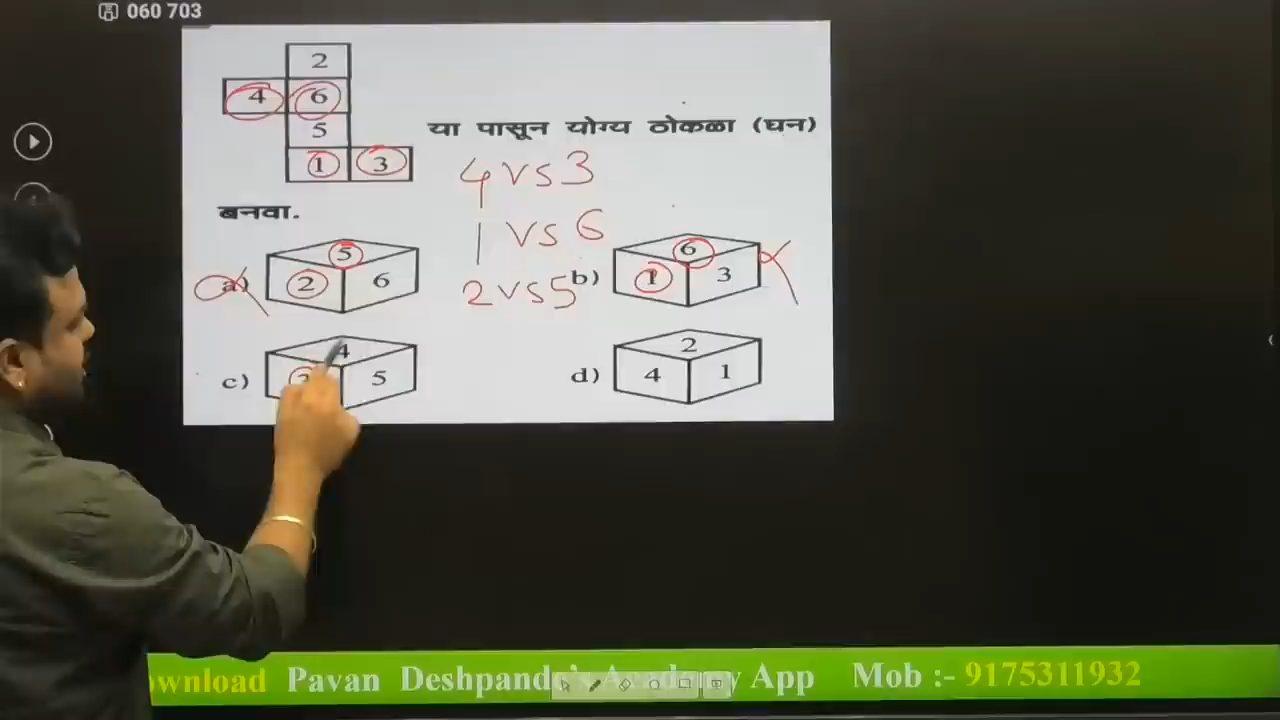 060 703
2
4 6
5 या पासून योग्य ठोकळा (घन)
1 3
4 vs 3
बनवा.
1 vs 6
2 vs 5
a) 5 2 6
b) 6 1 3
c) 4 5
d) 2 4 1
Pavan Deshpande's Academy App Mob :- 9175311932